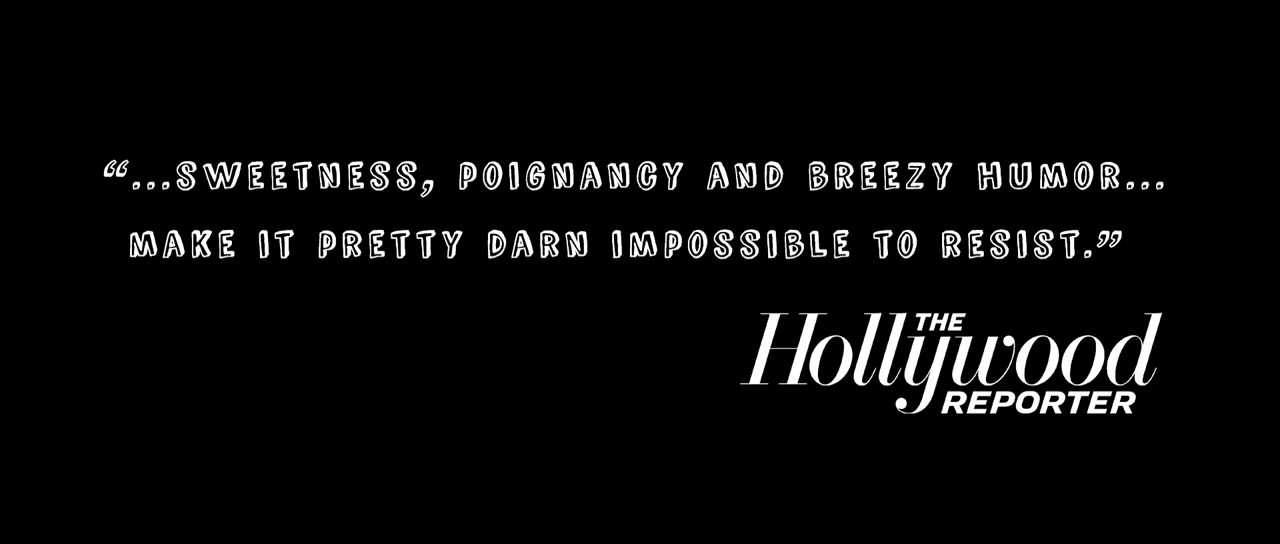 “...SWEETNESS, POIGNANCY AND BREEZY HUMOR...
MAKE IT PRETTY DARN IMPOSSIBLE TO RESIST.”
THE
Hollywood
REPORTER